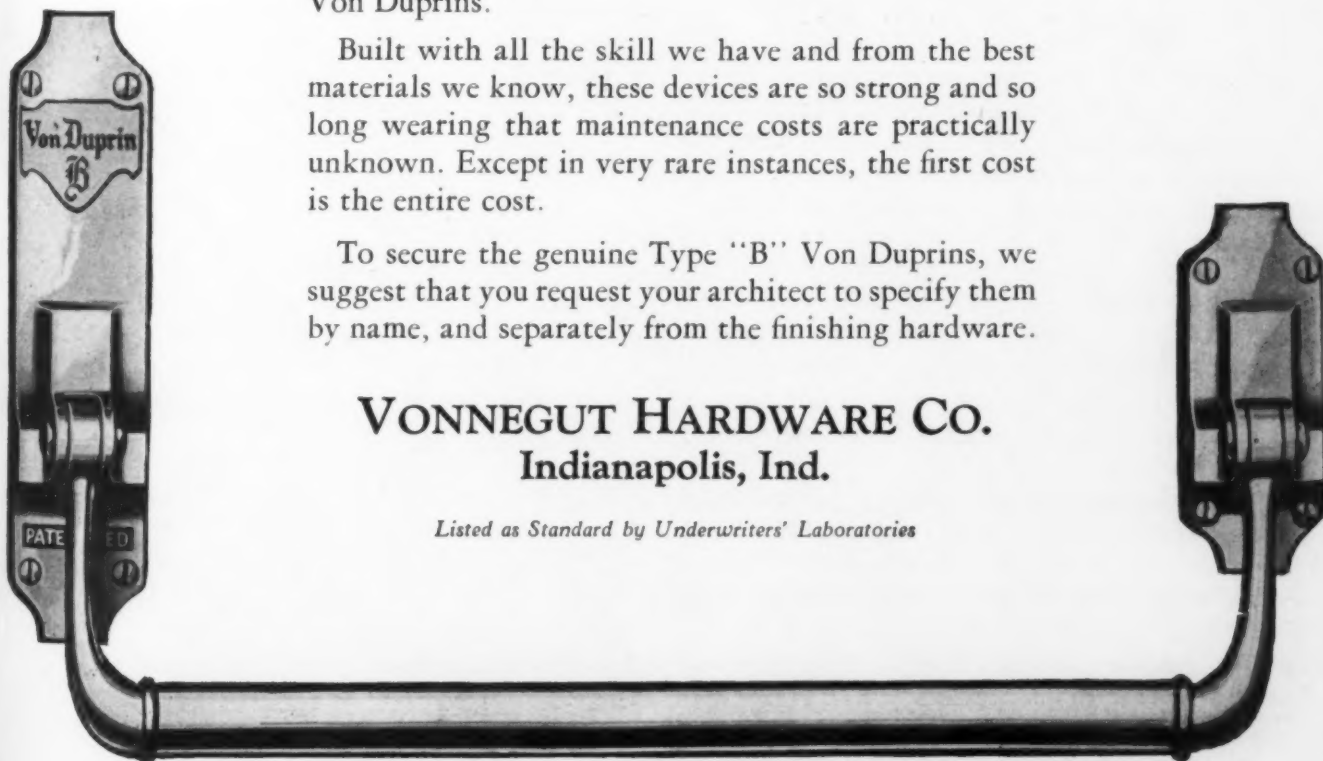 Von Duprins.
Built with all the skill we have and from the best
materials we know, these devices are so strong and so
long wearing that maintenance costs are practically
unknown. Except in very rare instances, the first cost
is the entire cost.
To secure the genuine Type "B" Von Duprins, we
suggest that you request your architect to specify them
by name, and separately from the finishing hardware.
VONNEGUT HARDWARE CO.
Indianapolis, Ind.
Listed as Standard by Underwriters' Laboratories
Von Duprin
B